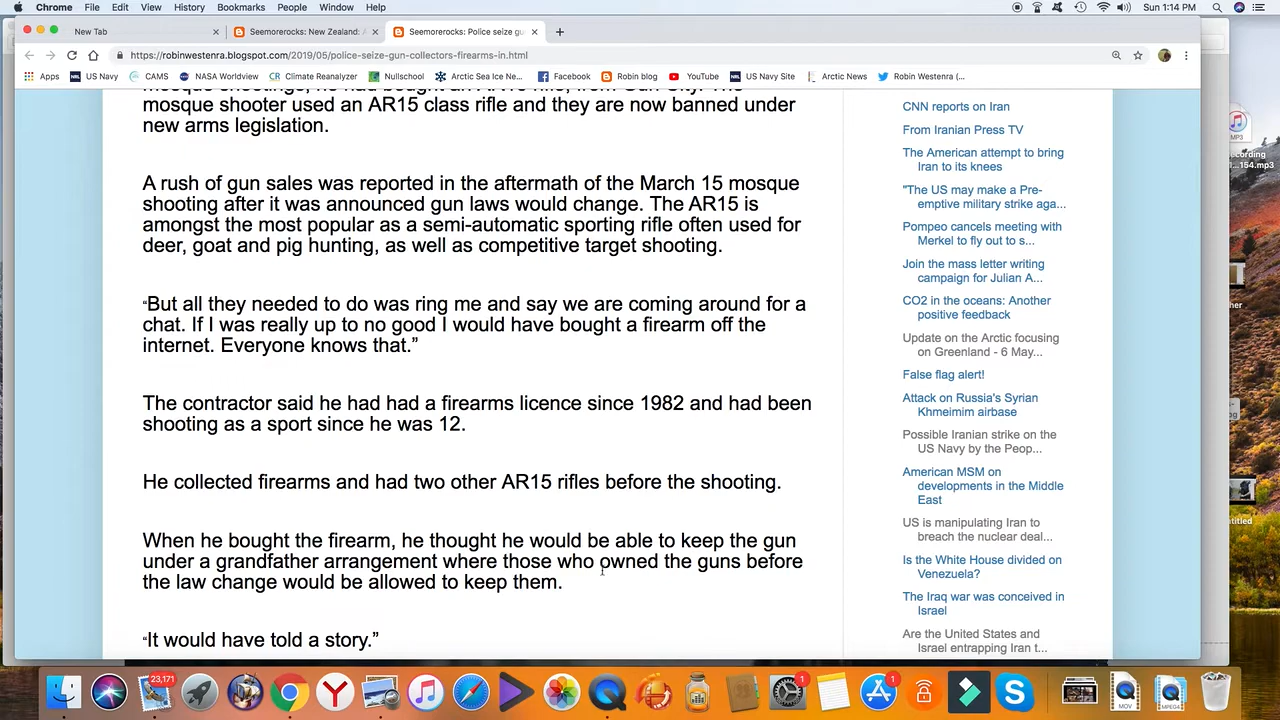 Chrome File Edit View History Bookmarks People Window Help Sun 1:14 PM
New Tab Seemorerocks: New Zealand: A Seemorerocks: Police seize gun
https://robinwestenra.blogspot.com/2019/05/police-seize-gun-collectors-firearms-in.html
Apps US Navy CAMS NASA Worldview Climate Reanalyzer Nullschool Arctic Sea Ice Ne... Facebook Robin blog YouTube US Navy Site Arctic News Robin Westenra (...
mosque shooter used an AR15 class rifle and they are now banned under
new arms legislation.
A rush of gun sales was reported in the aftermath of the March 15 mosque
shooting after it was announced gun laws would change. The AR15 is
amongst the most popular as a semi-automatic sporting rifle often used for
deer, goat and pig hunting, as well as competitive target shooting.
“But all they needed to do was ring me and say we are coming around for a
chat. If I was really up to no good I would have bought a firearm off the
internet. Everyone knows that.”
The contractor said he had had a firearms licence since 1982 and had been
shooting as a sport since he was 12.
He collected firearms and had two other AR15 rifles before the shooting.
When he bought the firearm, he thought he would be able to keep the gun
under a grandfather arrangement where those who owned the guns before
the law change would be allowed to keep them.
“It would have told a story.”
CNN reports on Iran
From Iranian Press TV
The American attempt to bring
Iran to its knees
"The US may make a Pre-
emptive military strike aga...
Pompeo cancels meeting with
Merkel to fly out to s...
Join the mass letter writing
campaign for Julian A...
CO2 in the oceans: Another
positive feedback
Update on the Arctic focusing
on Greenland - 6 May...
False flag alert!
Attack on Russia's Syrian
Khmeimim airbase
Possible Iranian strike on the
US Navy by the Peop...
American MSM on
developments in the Middle
East
US is manipulating Iran to
breach the nuclear deal...
Is the White House divided on
Venezuela?
The Iraq war was conceived in
Israel
Are the United States and
Israel entrapping Iran t...
MP3
ecording
1...154.mp3
her
ntitled
23,171
1
1
MOV
MPEG4